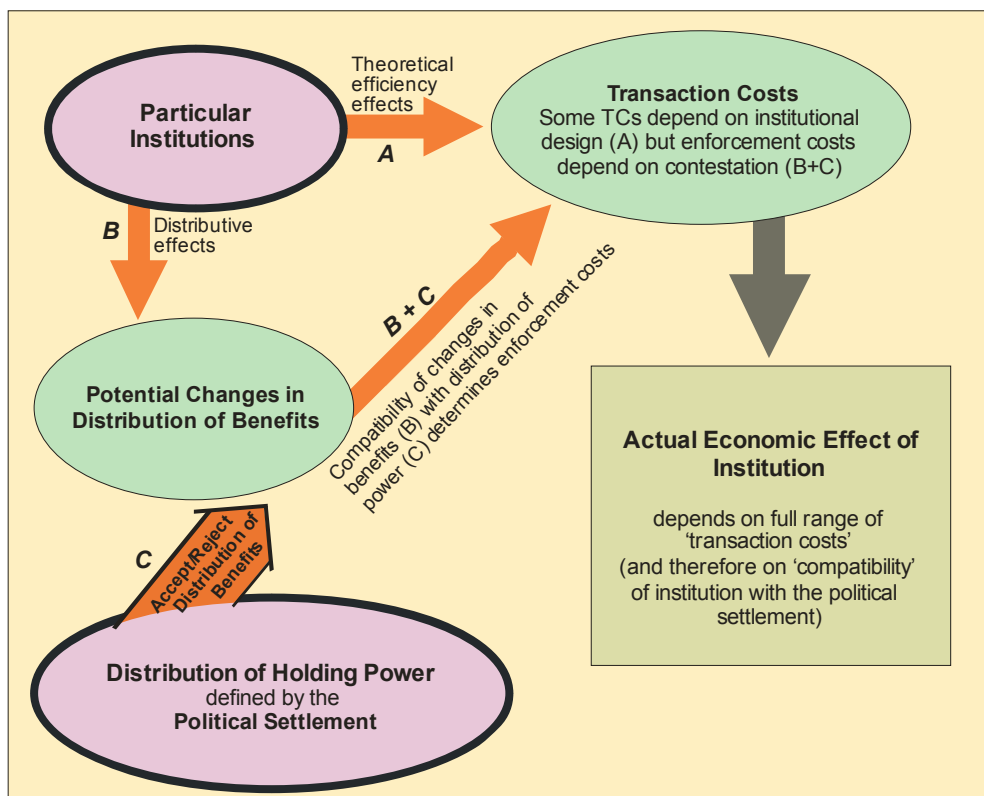 Particular
Institutions
Theoretical
efficiency
effects
A
Transaction Costs
Some TCs depend on institutional
design (A) but enforcement costs
depend on contestation (B+C)
B
Distributive
effects
B + C
Compatibility of changes in
benefits (B) with distribution of
power (C) determines enforcement costs
Potential Changes in
Distribution of Benefits
Actual Economic Effect of
Institution
depends on full range of
‘transaction costs’
(and therefore on ‘compatibility’
of institution with the political
settlement)
C
Accept/Reject
Distribution of
Benefits
Distribution of Holding Power
defined by the
Political Settlement